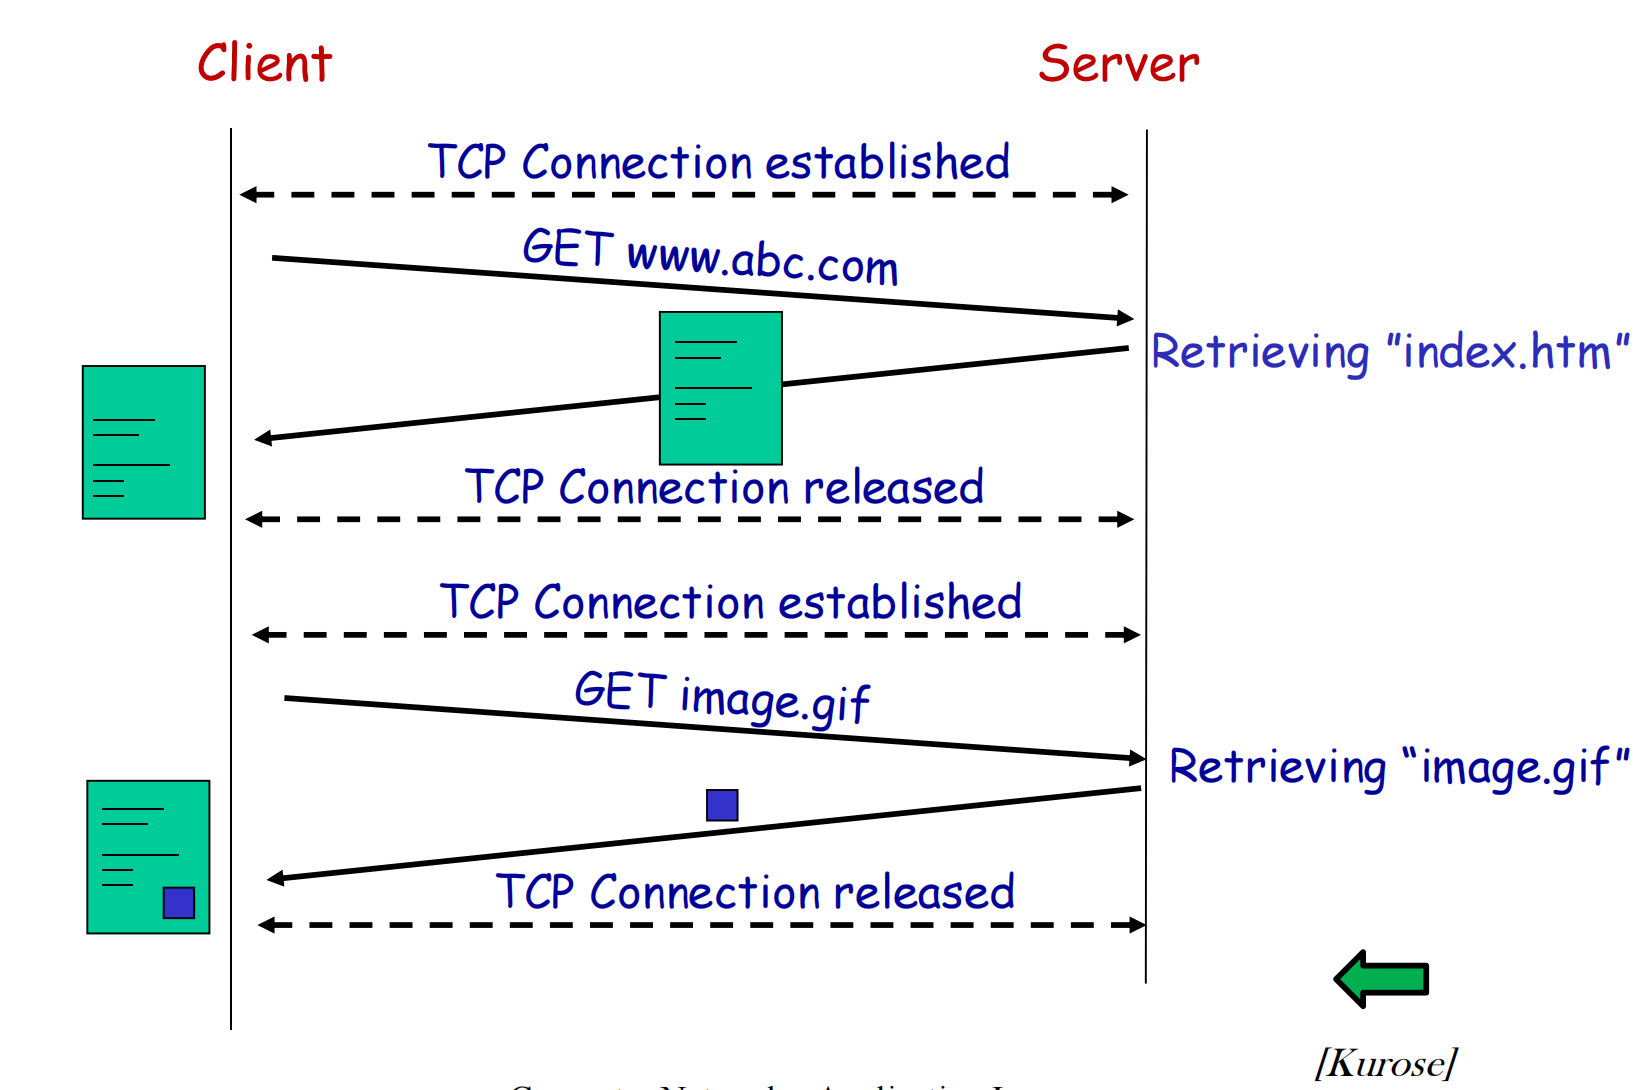 Client
Server
TCP Connection established
GET www.abc.com
Retrieving "index.htm"
TCP Connection released
TCP Connection established
GET image.gif
Retrieving “image.gif”
TCP Connection released
[Kurose]